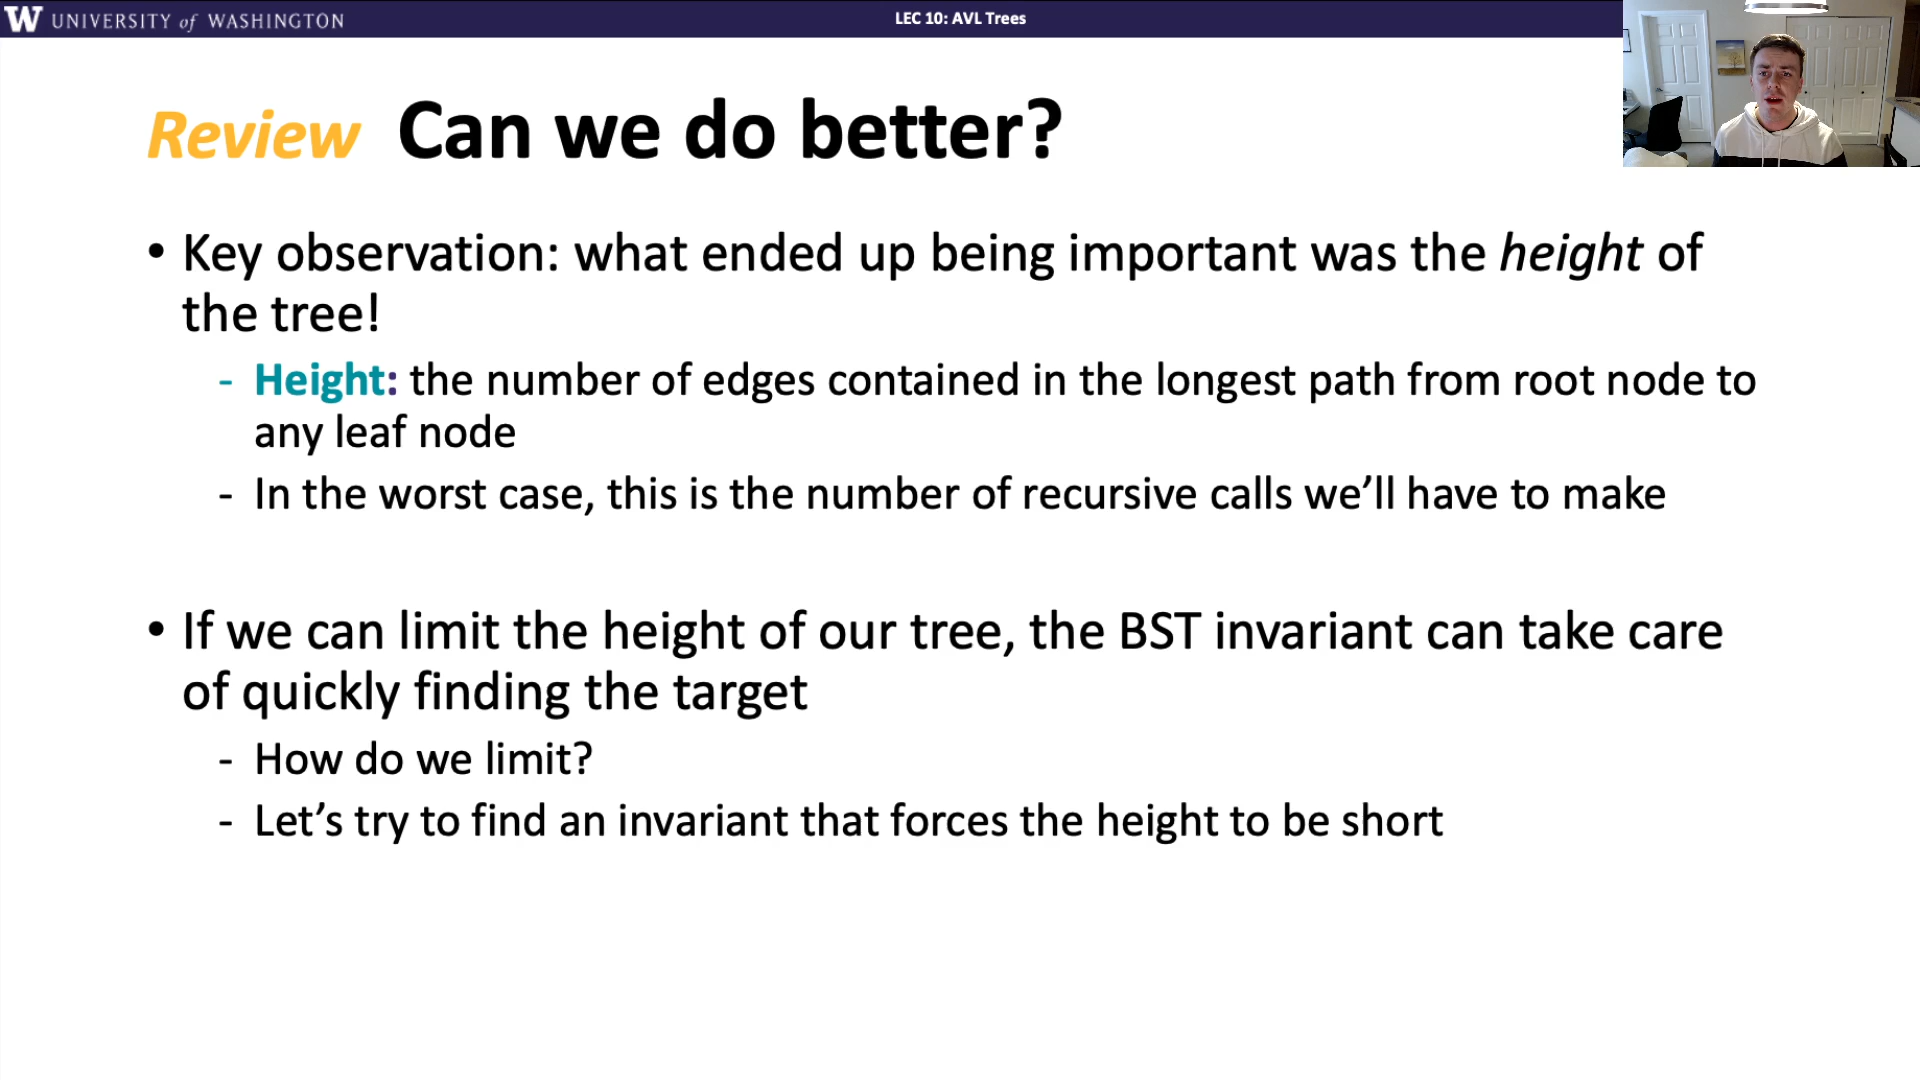 W UNIVERSITY of WASHINGTON
LEC 10: AVL Trees
Review Can we do better?
• Key observation: what ended up being important was the height of
the tree!
- Height: the number of edges contained in the longest path from root node to
any leaf node
- In the worst case, this is the number of recursive calls we’ll have to make
• If we can limit the height of our tree, the BST invariant can take care
of quickly finding the target
- How do we limit?
- Let’s try to find an invariant that forces the height to be short